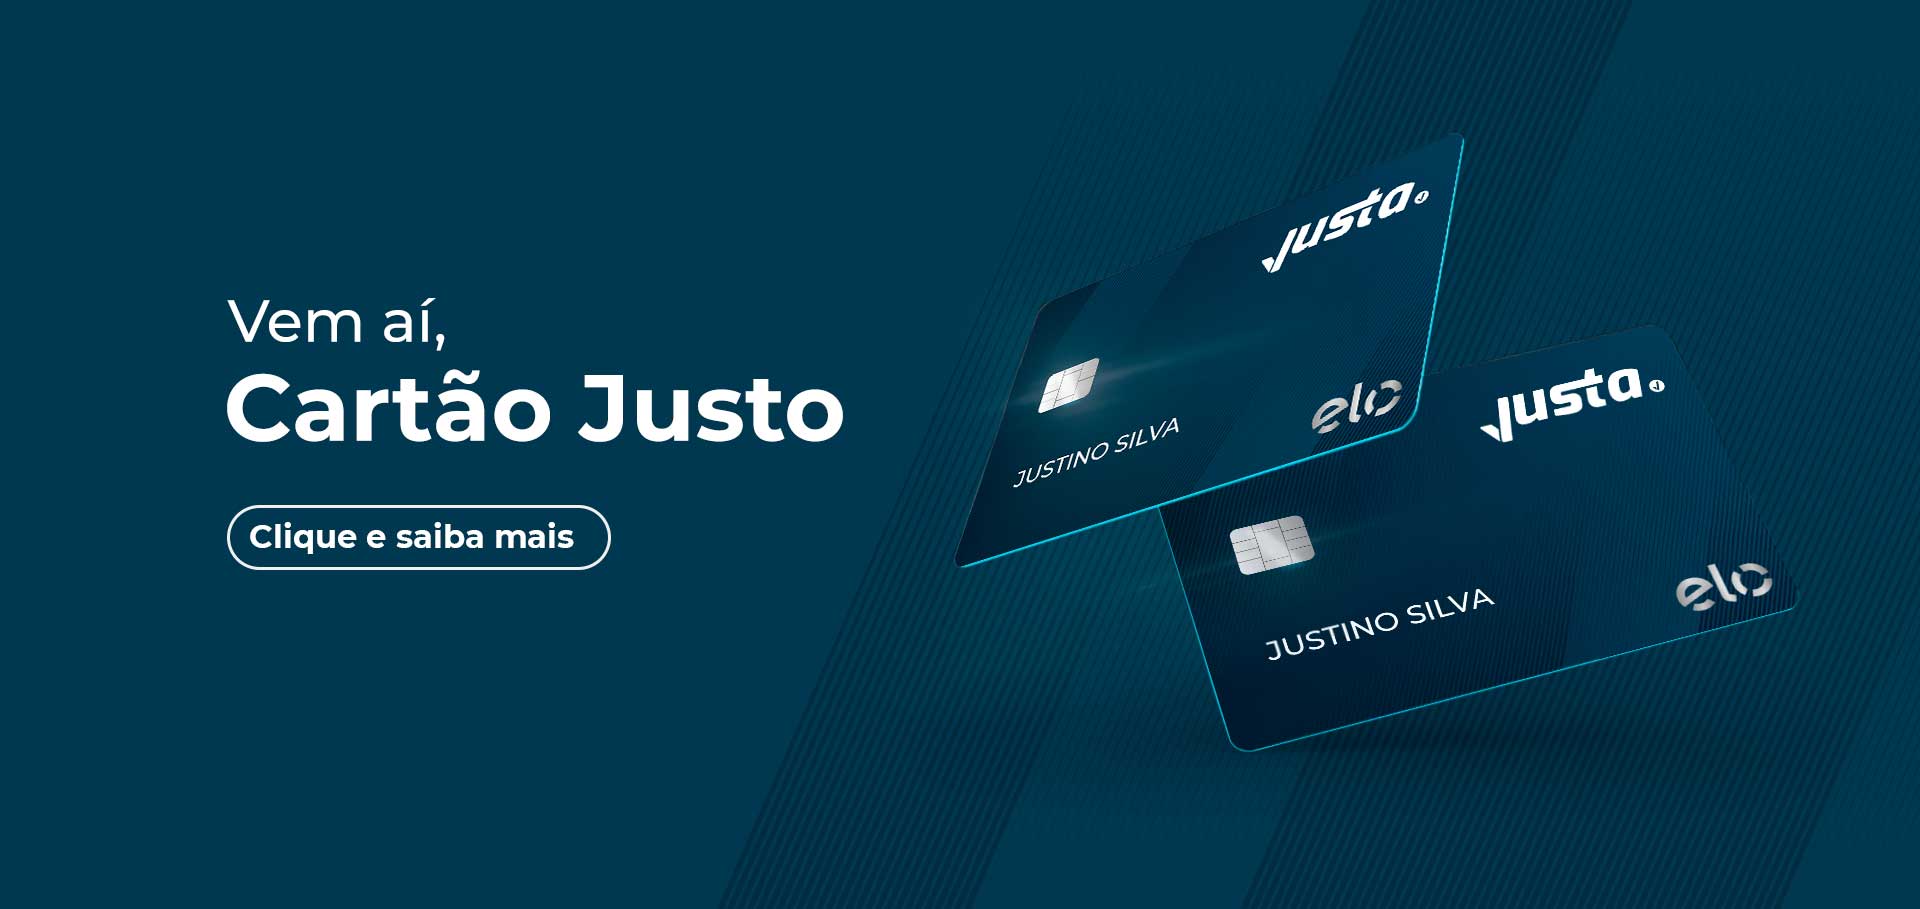 Vem aí,
Cartão Justo
Clique e saiba mais
Justa
elo
JUSTINO SILVA
Justa
elo
JUSTINO SILVA